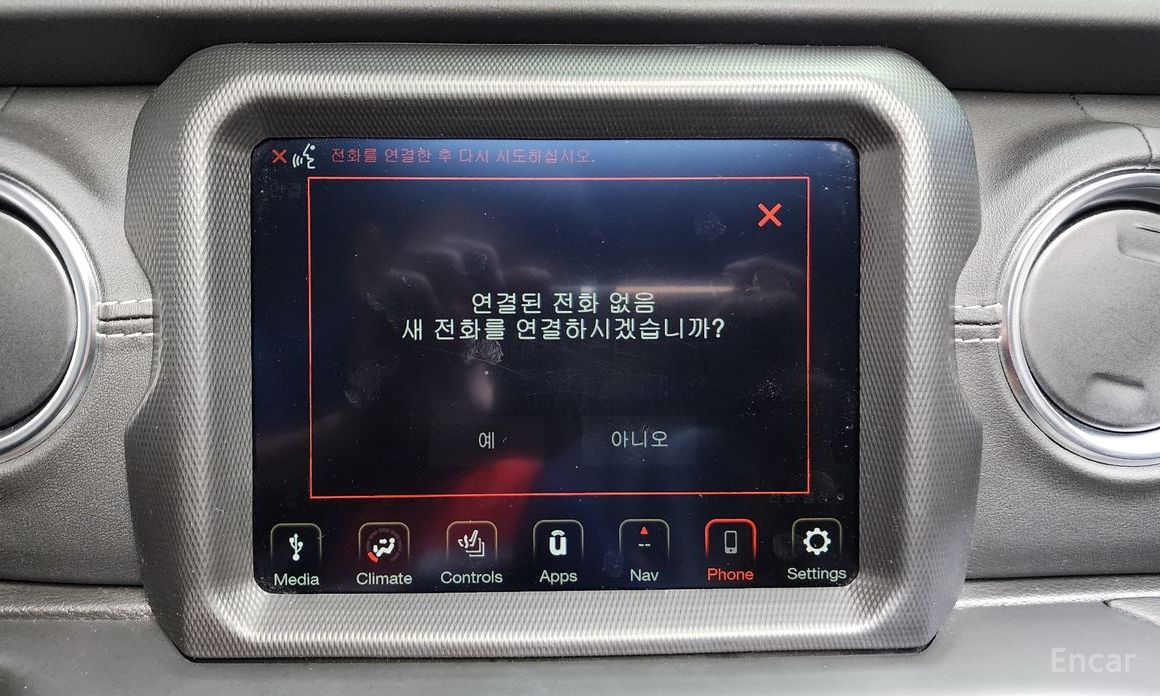 전화를 연결한 후 다시 시도하십시오.
연결
연결된 전화 없음
새 전화를 연결하시겠습니까?
예
아니오
Media
Climate
Controls
Apps
Nav
Phone
Settings
Encar